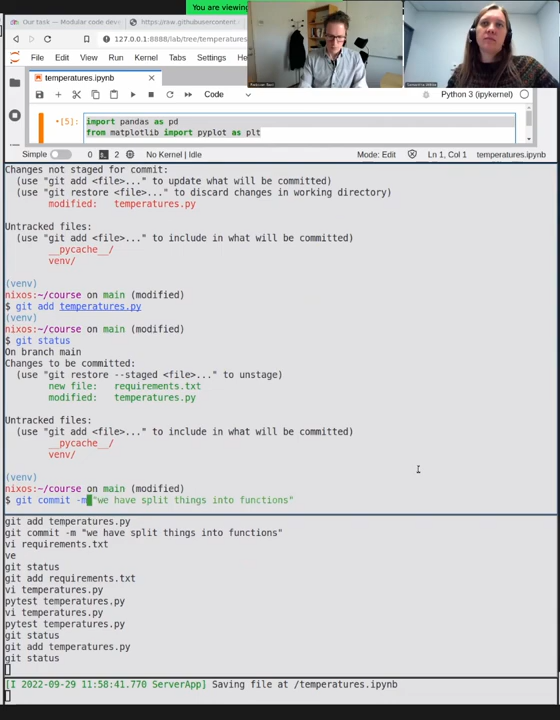 You are viewing
Our task — Modular code dev
https://raw.githubusercontent.
127.0.0.1:8888/lab/tree/temperatures
File Edit View Run Kernel Tabs Settings Help
temperatures.ipynb
Code
Python 3 (ipykernel)
[5]: import pandas as pd
from matplotlib import pyplot as plt
Simple 0 2 No Kernel | Idle Mode: Edit Ln 1, Col 1 temperatures.ipynb
Changes not staged for commit:
(use "git add <file>..." to update what will be committed)
(use "git restore <file>..." to discard changes in working directory)
modified: temperatures.py
Untracked files:
(use "git add <file>..." to include in what will be committed)
__pycache__/
venv/
(venv)
nixos:~/course on main (modified)
$ git add temperatures.py
(venv)
nixos:~/course on main (modified)
$ git status
On branch main
Changes to be committed:
(use "git restore --staged <file>..." to unstage)
new file: requirements.txt
modified: temperatures.py
Untracked files:
(use "git add <file>..." to include in what will be committed)
__pycache__/
venv/
(venv)
nixos:~/course on main (modified)
$ git commit -m "we have split things into functions"
git add temperatures.py
git commit -m "we have split things into functions"
vi requirements.txt
ve
git status
git add requirements.txt
vi temperatures.py
pytest temperatures.py
vi temperatures.py
pytest temperatures.py
git status
git add temperatures.py
git status
[I 2022-09-29 11:58:41.770 ServerApp] Saving file at /temperatures.ipynb